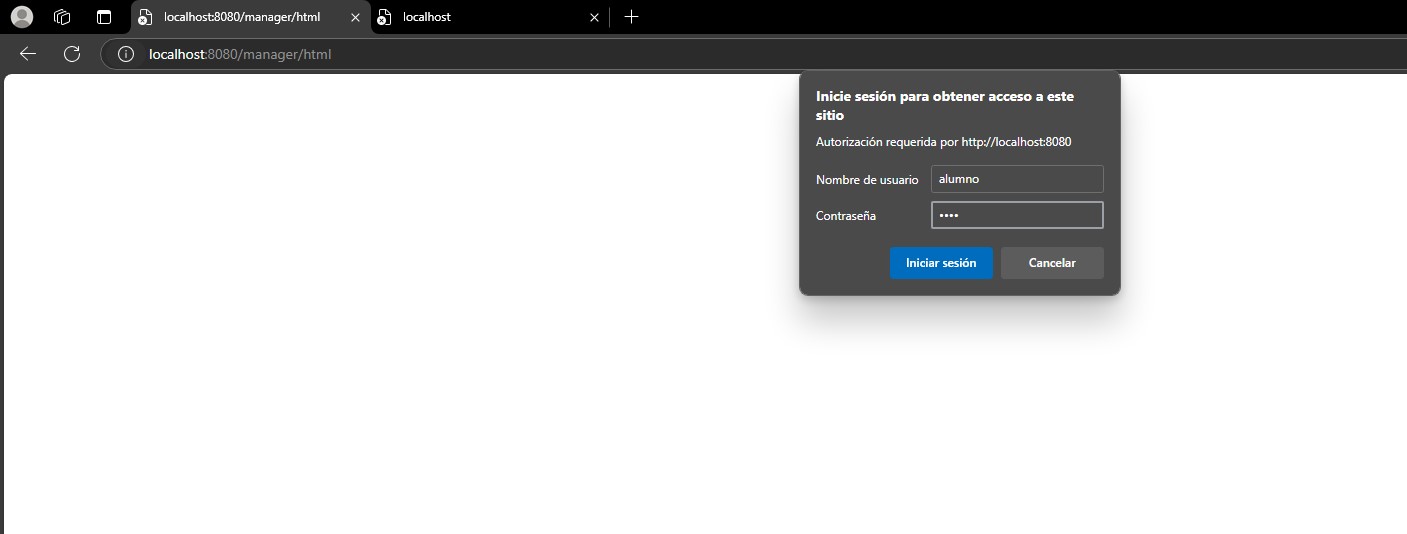 localhost:8080/manager/html
localhost
localhost:8080/manager/html
Inicie sesión para obtener acceso a este
sitio
Autorización requerida por http://localhost:8080
Nombre de usuario alumno
Contraseña ••••
Iniciar sesión Cancelar